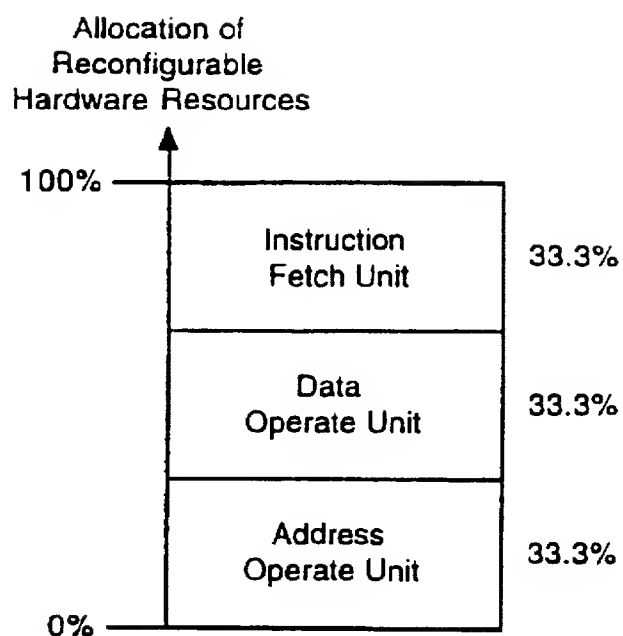 Allocation of
Reconfigurable
Hardware Resources
100%
Instruction
Fetch Unit
33.3%
Data
Operate Unit
33.3%
Address
Operate Unit
33.3%
0%